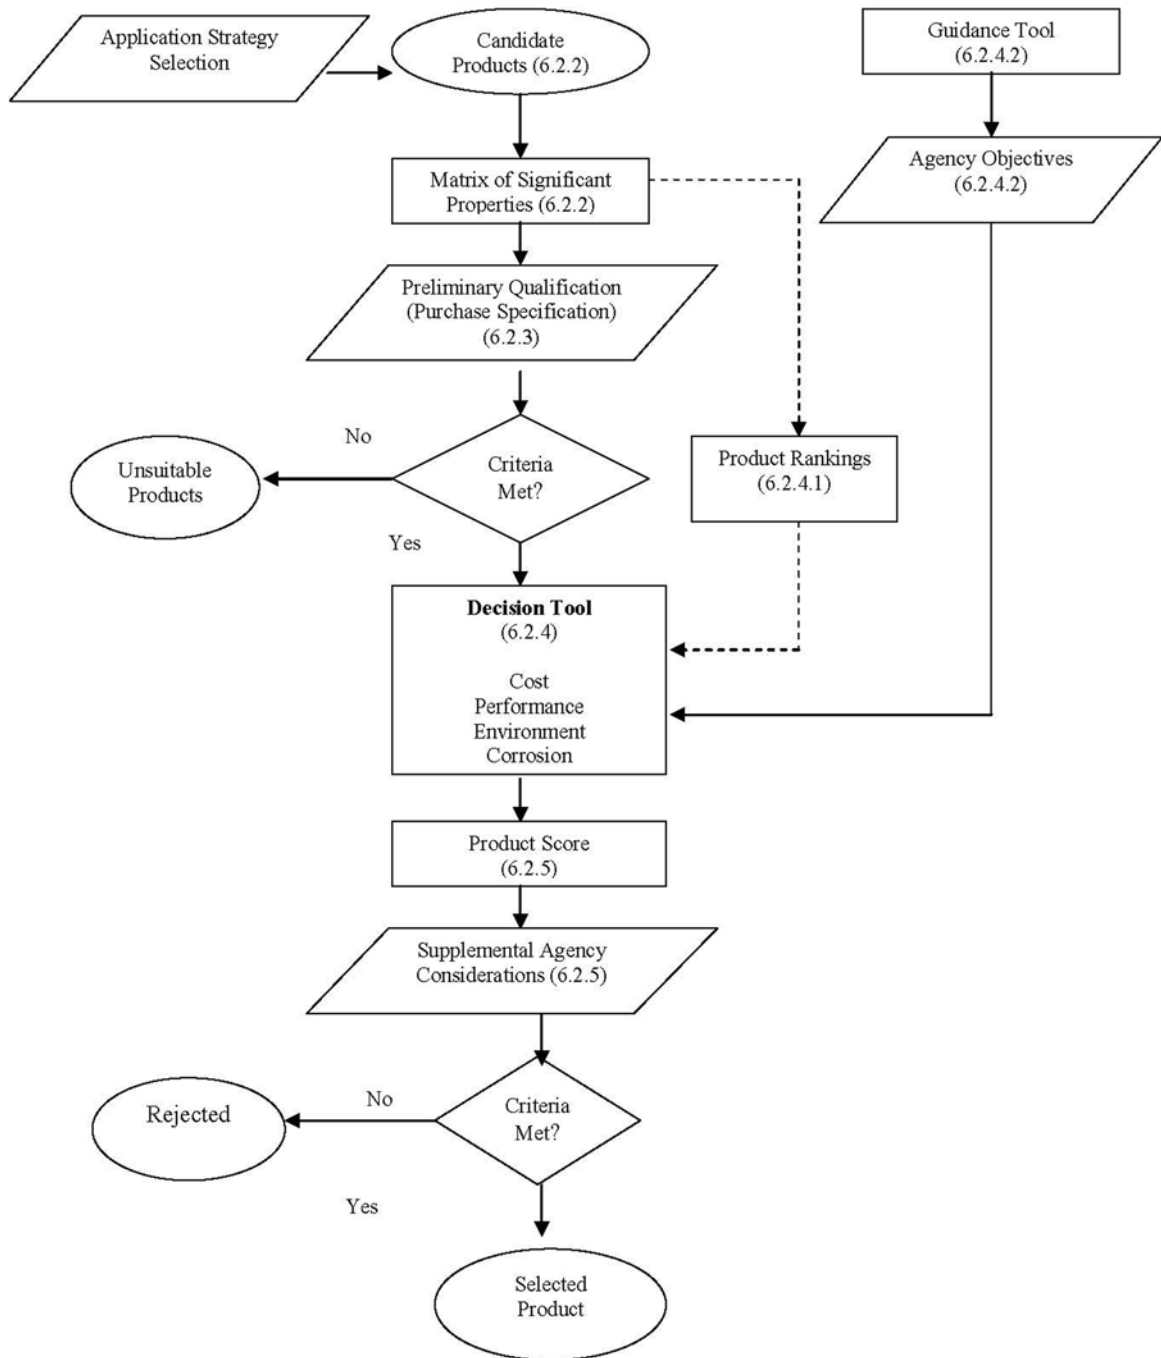 Application Strategy
Selection
Candidate
Products (6.2.2)
Guidance Tool
(6.2.4.2)
Agency Objectives
(6.2.4.2)
Matrix of Significant
Properties (6.2.2)
Preliminary Qualification
(Purchase Specification)
(6.2.3)
No
Unsuitable
Products
Criteria
Met?
Product Rankings
(6.2.4.1)
Yes
Decision Tool
(6.2.4)
Cost
Performance
Environment
Corrosion
Product Score
(6.2.5)
Supplemental Agency
Considerations (6.2.5)
No
Rejected
Criteria
Met?
Yes
Selected
Product